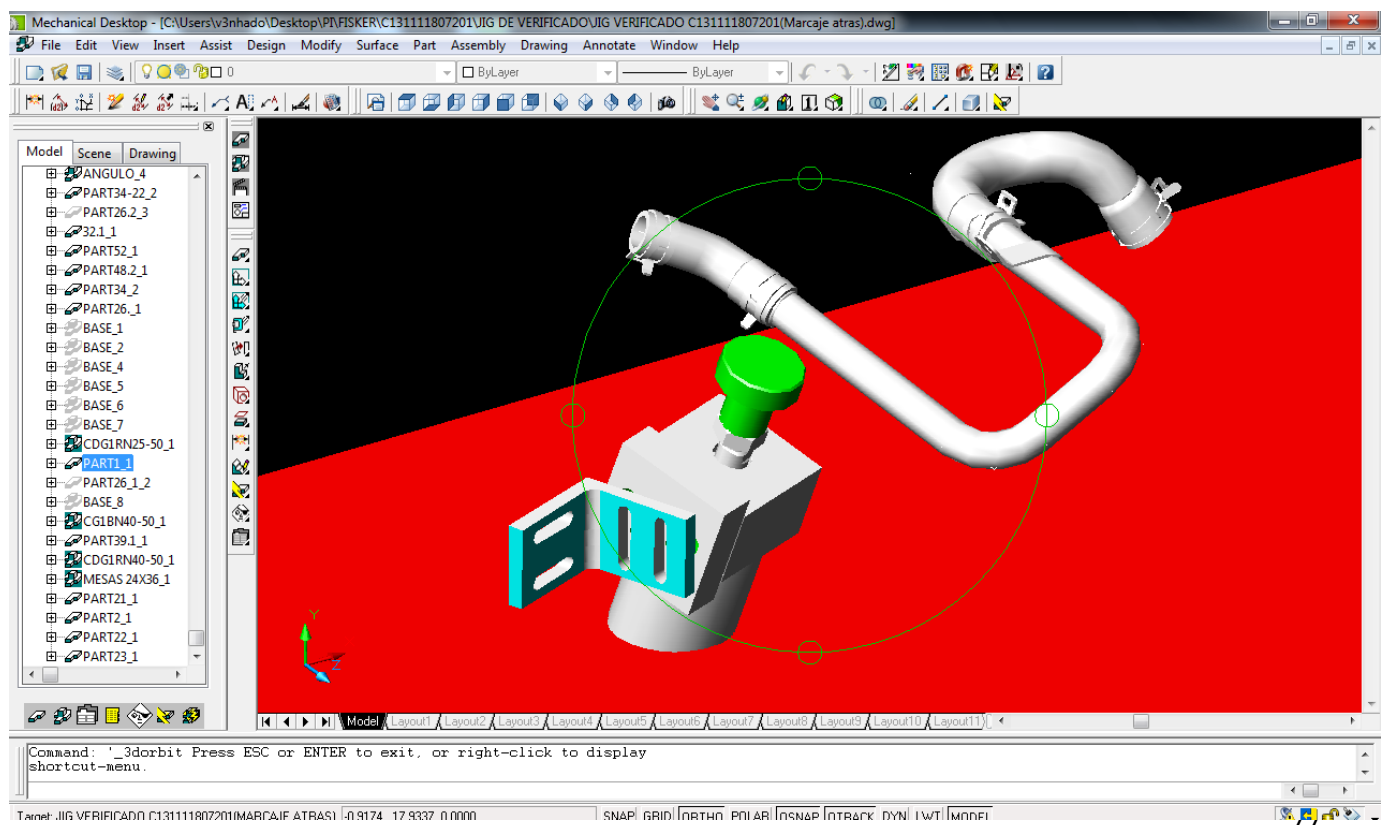 Mechanical Desktop - [C:\Users\v3nhado\Desktop\PI\FISKER\C131111807201\JIG DE VERIFICADO\JIG VERIFICADO C131111807201(Marcaje atras).dwg]
File Edit View Insert Assist Design Modify Surface Part Assembly Drawing Annotate Window Help
0 ByLayer ByLayer
Model Scene Drawing
ANGULO_4
PART34-22_2
PART26.2_3
32.1_1
PART52_1
PART48.2_1
PART34_2
PART26._1
BASE_1
BASE_2
BASE_4
BASE_5
BASE_6
BASE_7
CDG1RN25-50_1
PART1_1
PART26_1_2
BASE_8
CG1BN40-50_1
PART39.1_1
CDG1RN40-50_1
MESAS 24X36_1
PART21_1
PART2_1
PART22_1
PART23_1
Y
Z
Model Layout1 Layout2 Layout3 Layout4 Layout5 Layout6 Layout7 Layout8 Layout9 Layout10 Layout11
Command: '_3dorbit Press ESC or ENTER to exit, or right-click to display
shortcut-menu.
Target: JIG VERIFICADO C131111807201(MARCAJE ATRAS) -0.9174, 17.9337, 0.0000 SNAP GRID ORTHO POLAR OSNAP OTRACK DYN LWT MODEL